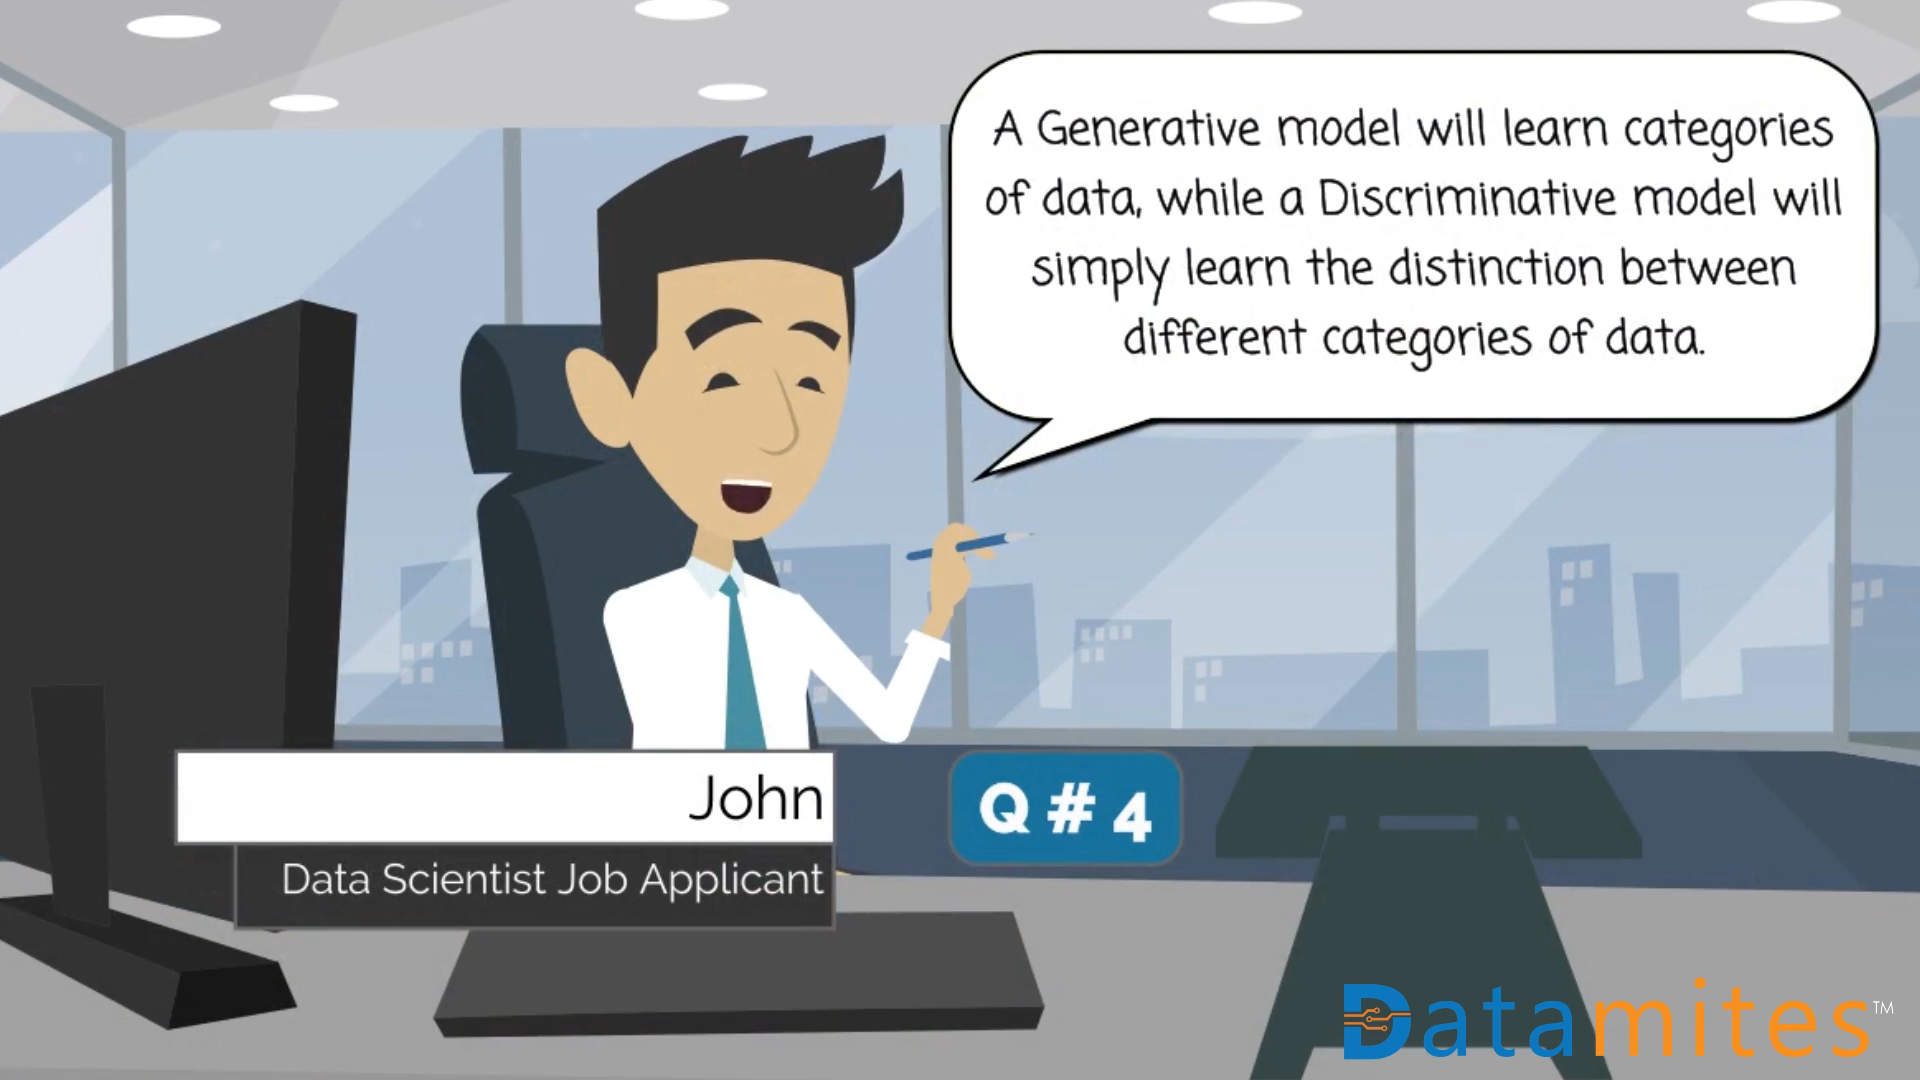 A Generative model will learn categories
of data, while a Discriminative model will
simply learn the distinction between
different categories of data.
John
Data Scientist Job Applicant
Q # 4
Datamites™